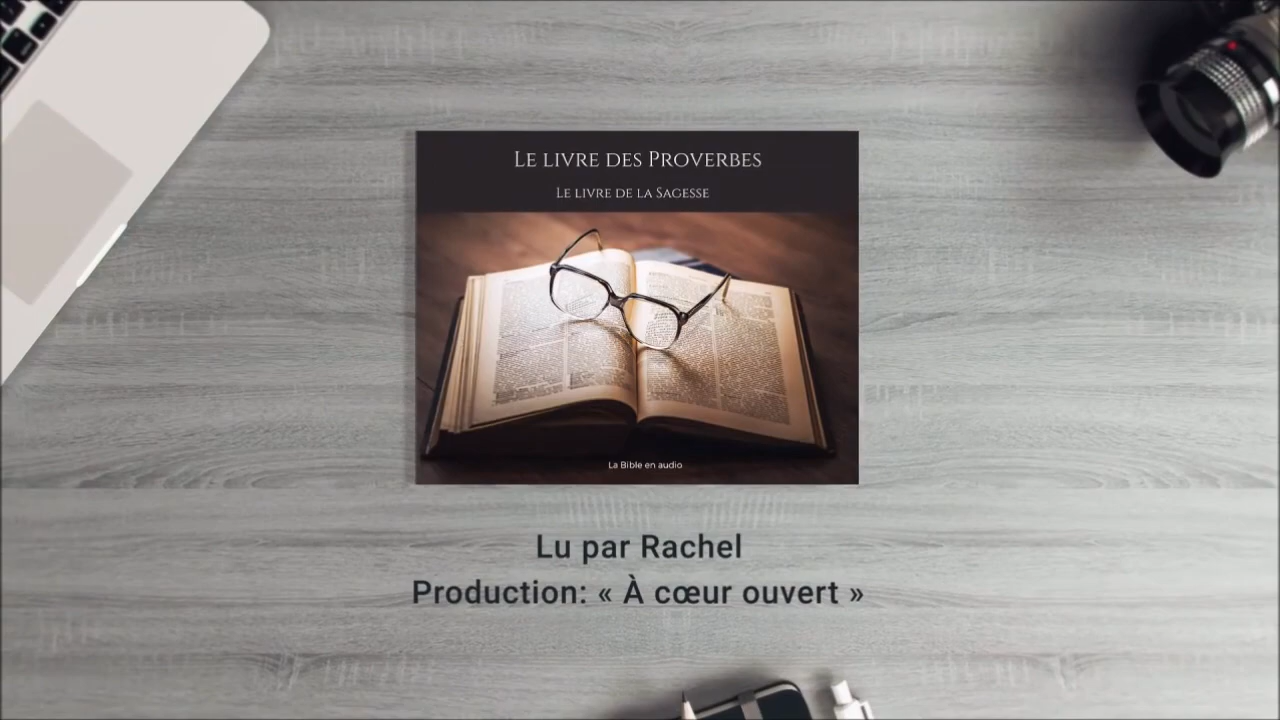 Le livre des Proverbes
Le livre de la Sagesse
La Bible en audio
Lu par Rachel
Production: « À cœur ouvert »